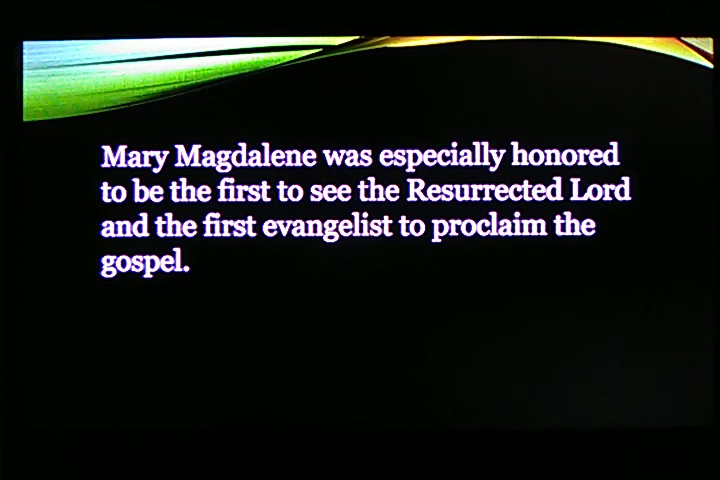 Mary Magdalene was especially honored
to be the first to see the Resurrected Lord
and the first evangelist to proclaim the
gospel.